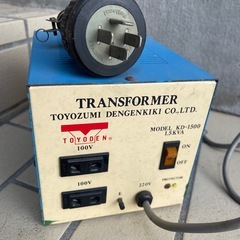 TRANSFORMER
TOYOZUMI DENGENKIKI CO.,LTD.
MODEL KD-1500
1.5KVA
TOYODEN
100V
ON
OFF
100V
E
220V
PROTECTOR